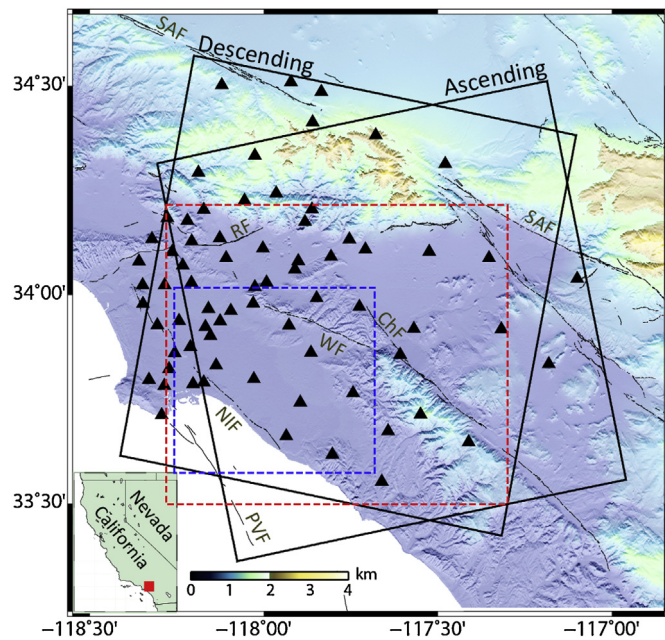 SAF
Descending
Ascending
34°30'
SAF
RF
34°00'
ChF
WF
NIF
33°30'
PVF
Nevada
California
km
0 1 2 3 4
−118°30' −118°00' −117°30' −117°00'